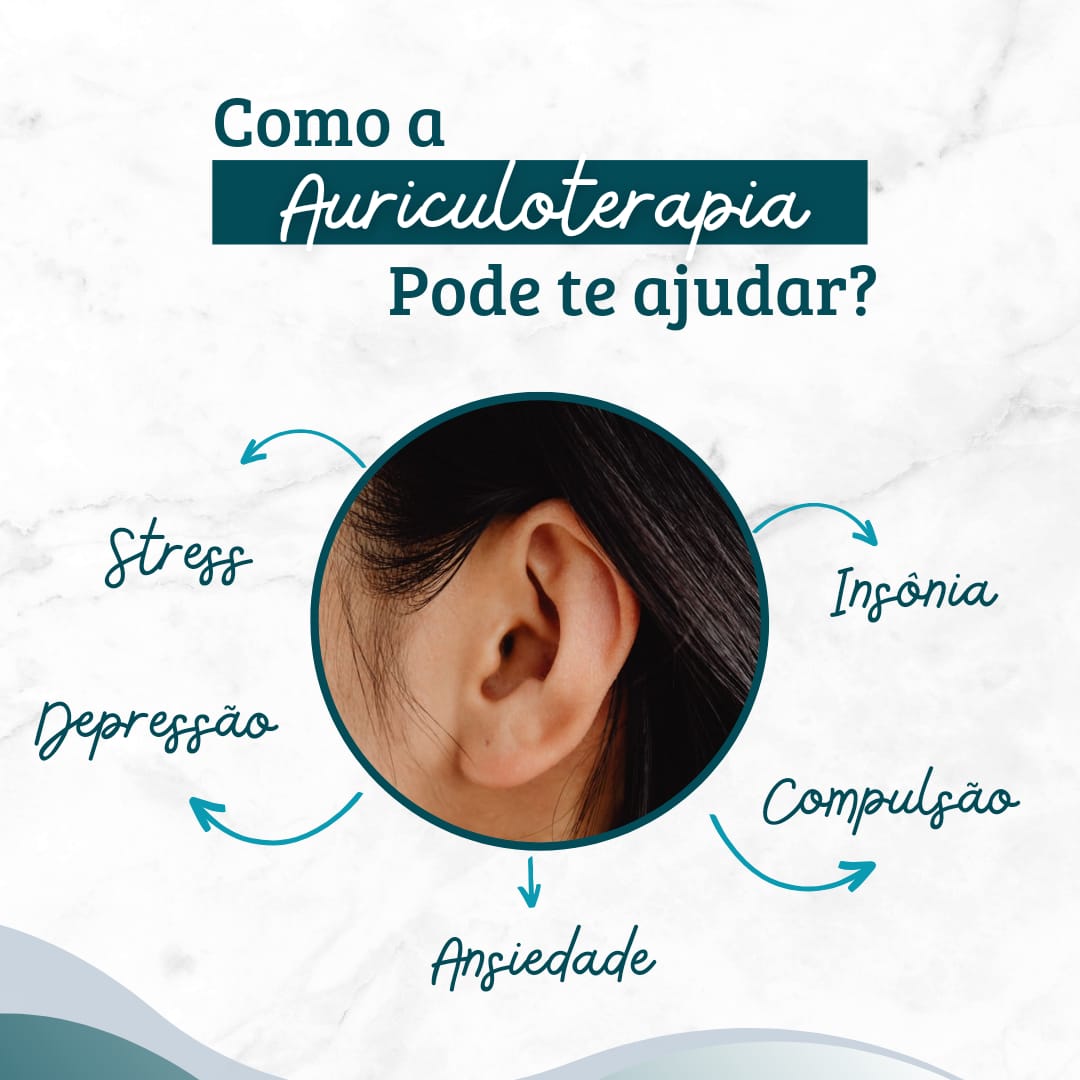 Como a
Auriculoterapia
Pode te ajudar?
Stress
Insônia
Depressão
Compulsão
Ansiedade